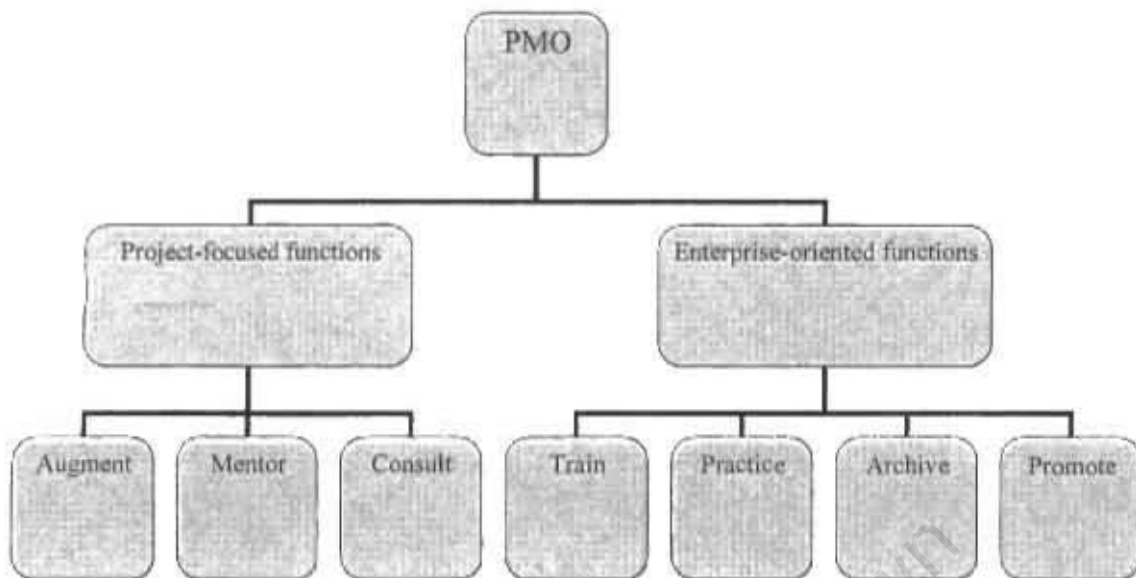 PMO
Project-focused functions
Enterprise-oriented functions
Augment
Mentor
Consult
Train
Practice
Archive
Promote